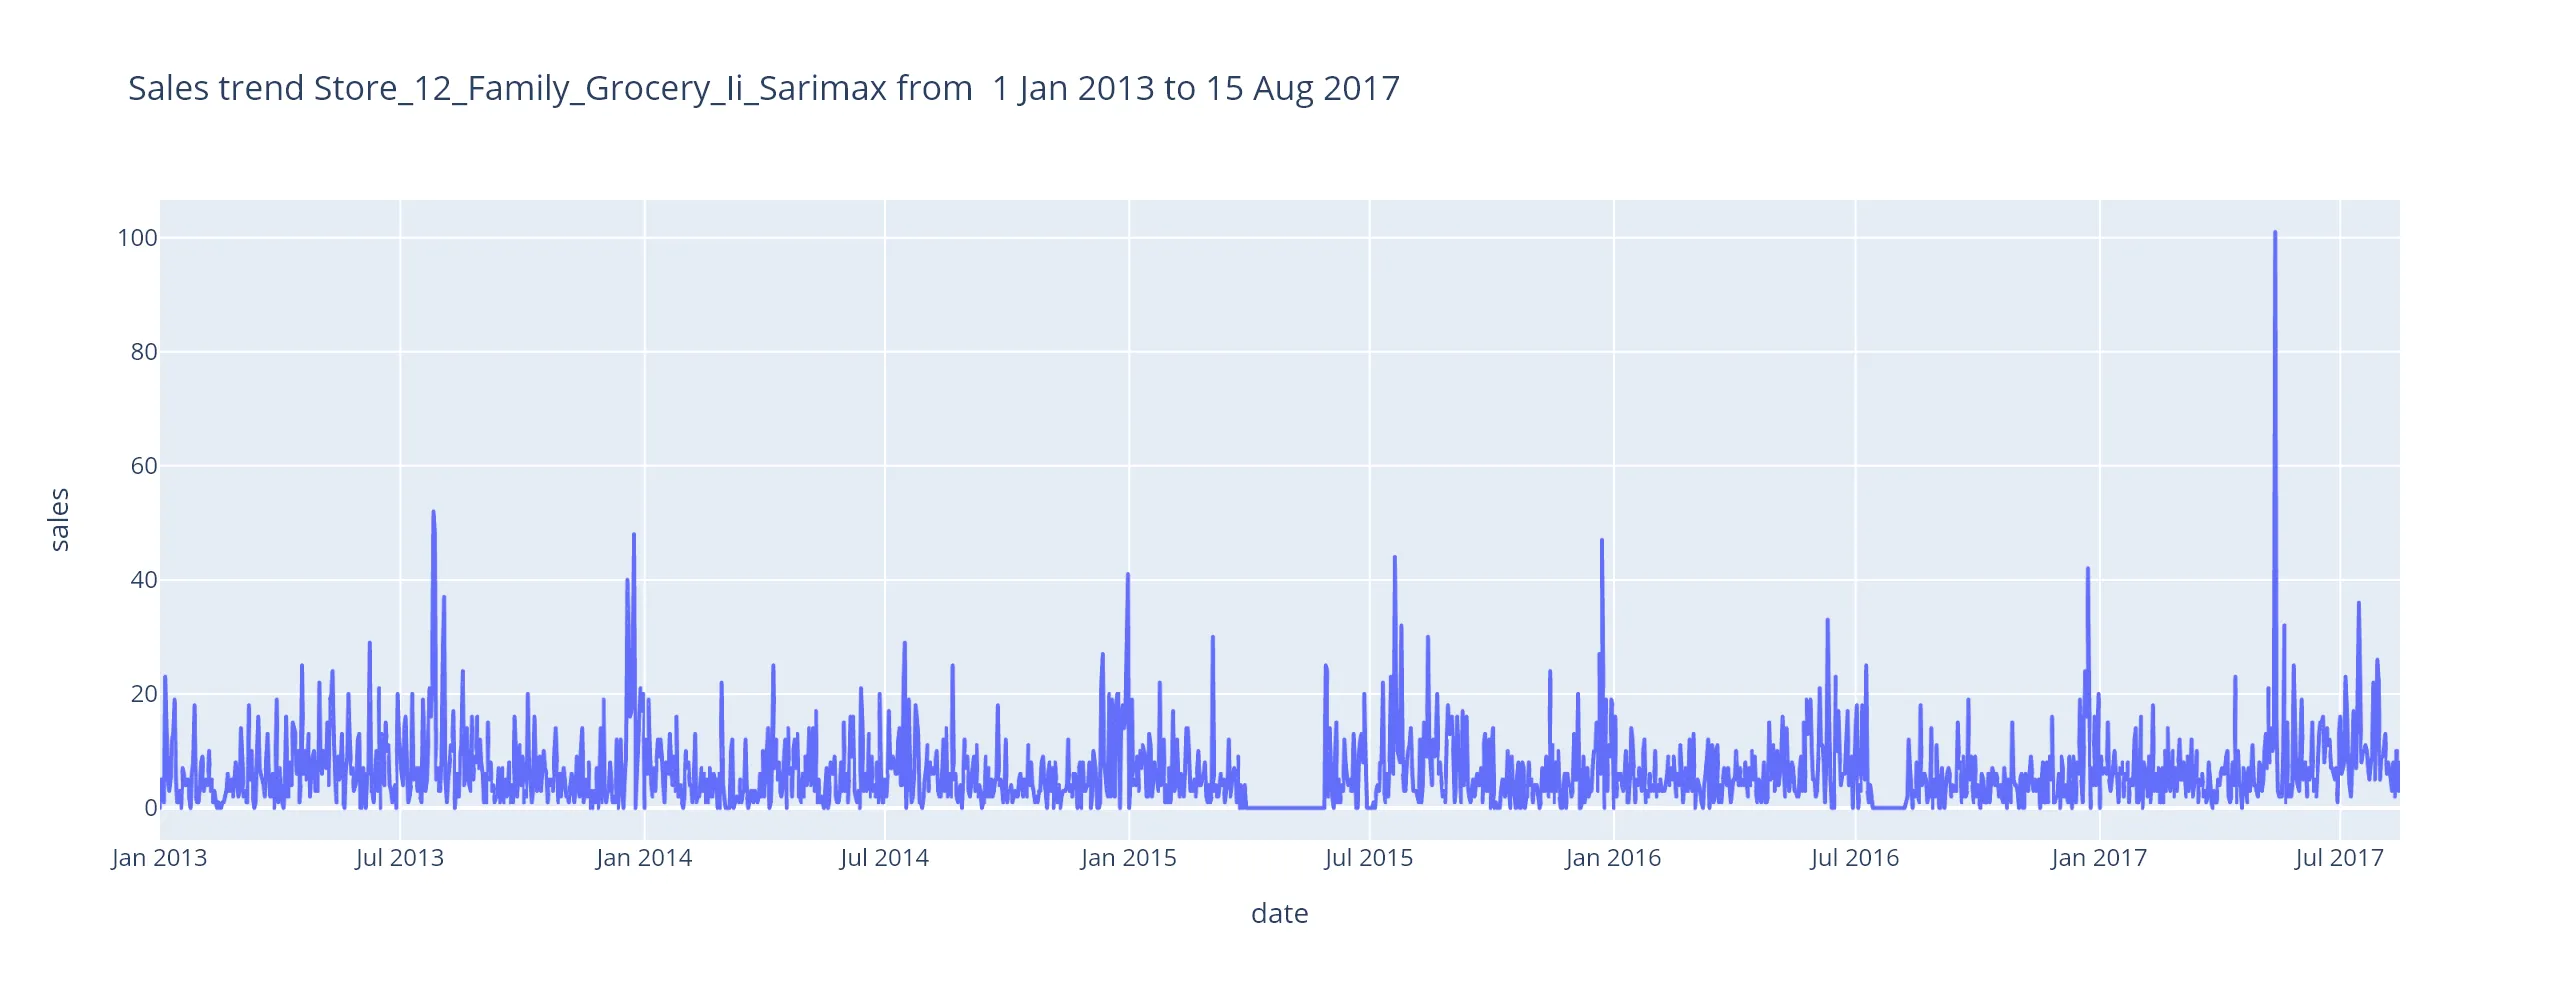 Sales trend Store_12_Family_Grocery_Ii_Sarimax from  1 Jan 2013 to 15 Aug 2017
100
80
60
40
20
0
sales
Jan 2013 Jul 2013 Jan 2014 Jul 2014 Jan 2015 Jul 2015 Jan 2016 Jul 2016 Jan 2017 Jul 2017
date